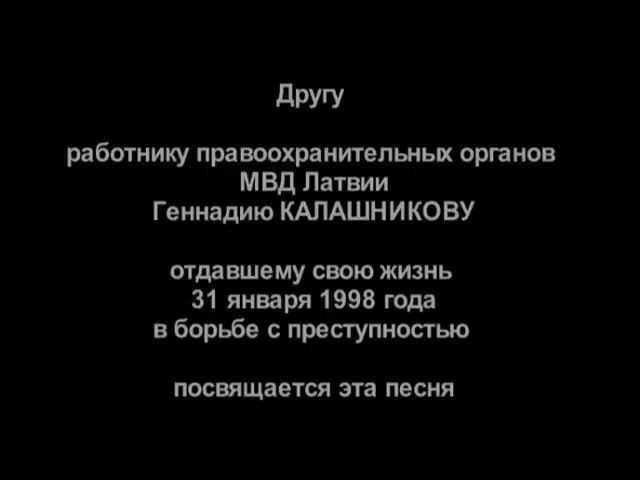 Другу
работнику правоохранительных органов
МВД Латвии
Геннадию КАЛАШНИКОВУ
отдавшему свою жизнь
31 января 1998 года
в борьбе с преступностью
посвящается эта песня